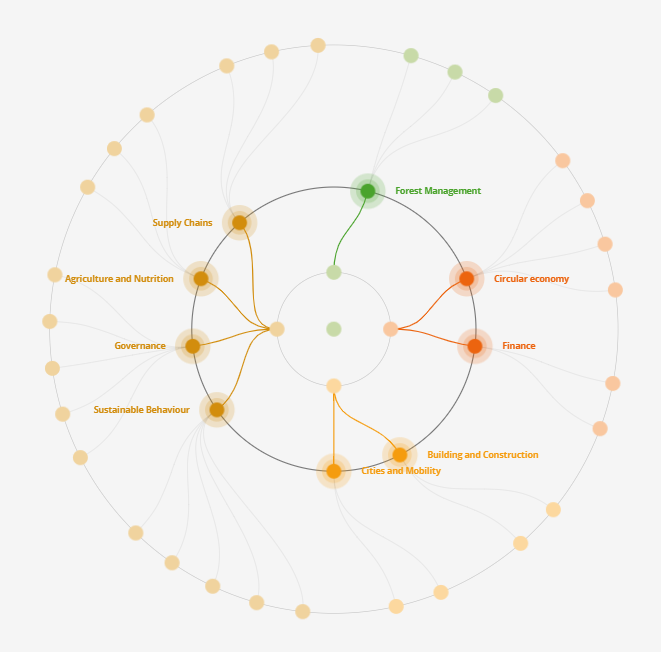 Forest Management
Supply Chains
Agriculture and Nutrition
Circular economy
Governance
Finance
Sustainable Behaviour
Building and Construction
Cities and Mobility